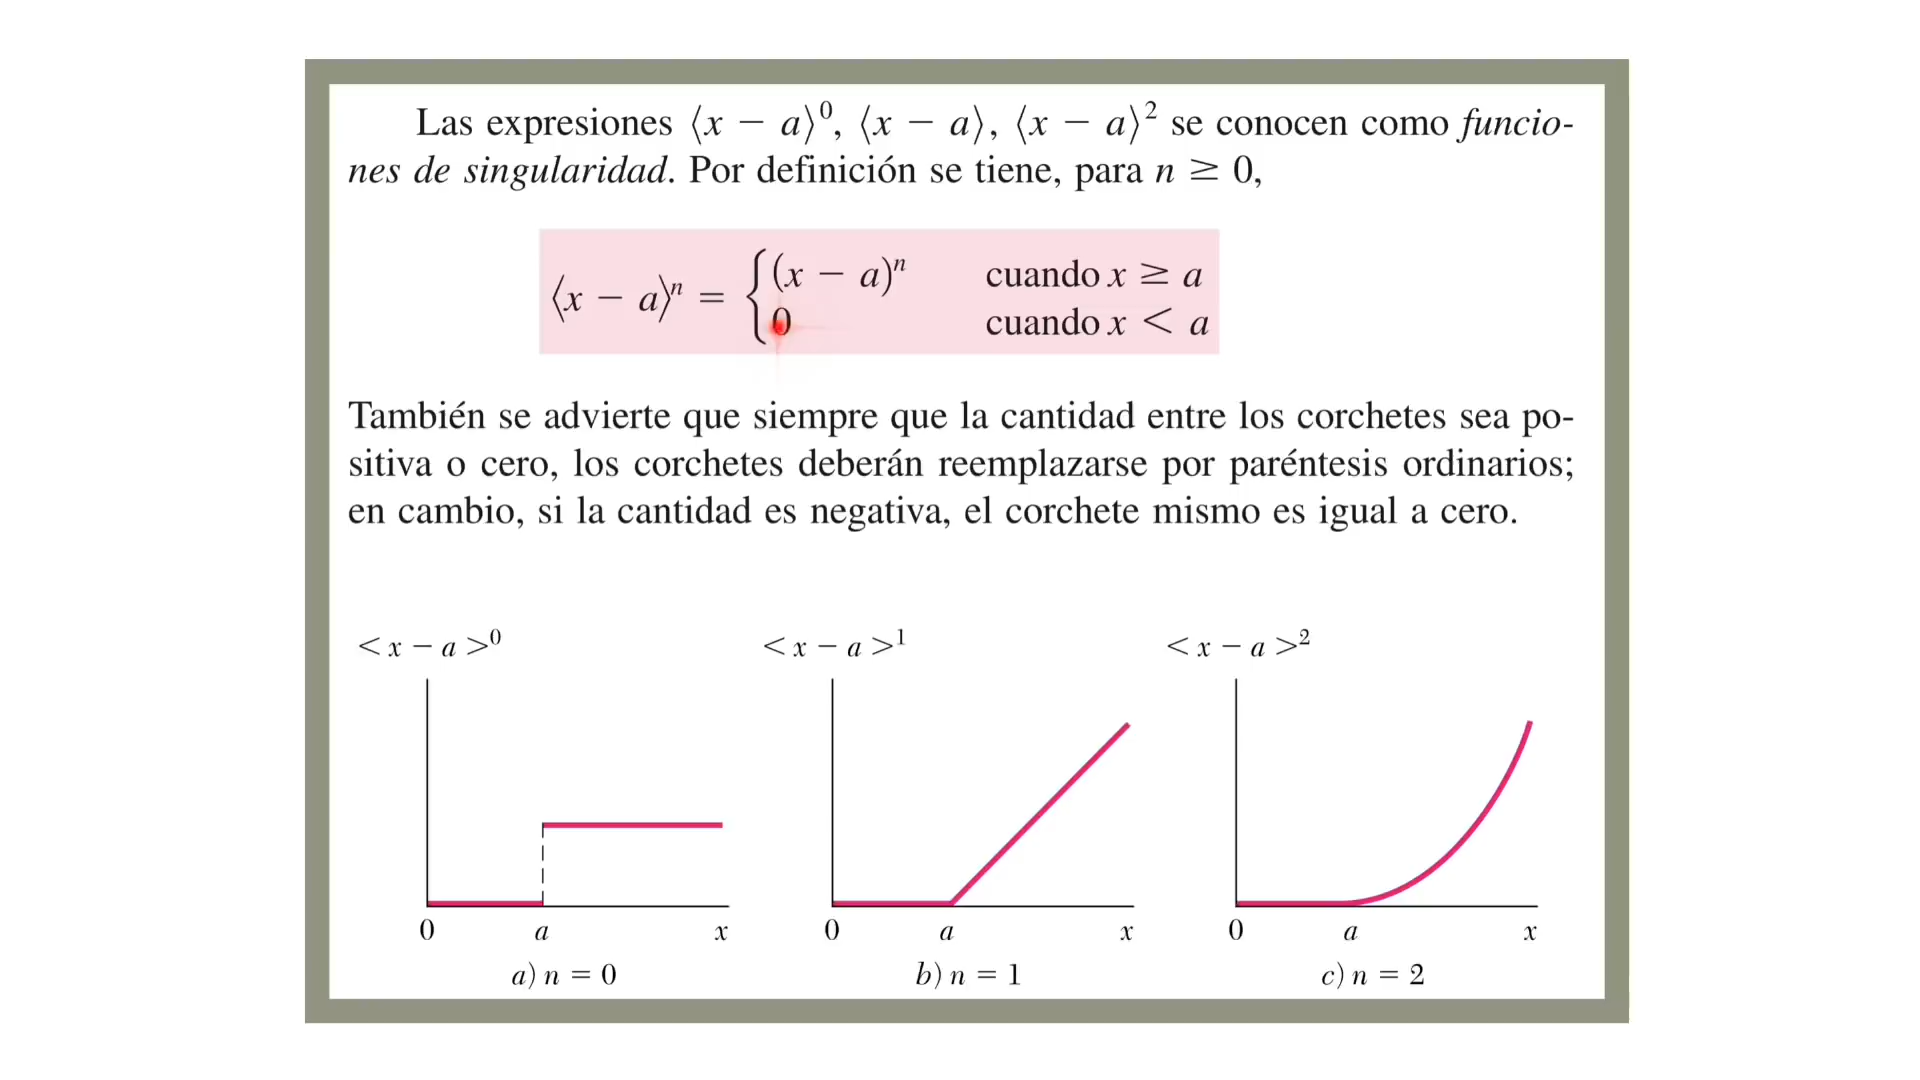 Las expresiones ⟨x − a⟩⁰, ⟨x − a⟩, ⟨x − a⟩² se conocen como funcio-
nes de singularidad. Por definición se tiene, para n ≥ 0,
⟨x − a⟩ⁿ = { (x − a)ⁿ cuando x ≥ a
0 cuando x < a
También se advierte que siempre que la cantidad entre los corchetes sea po-
sitiva o cero, los corchetes deberán reemplazarse por paréntesis ordinarios;
en cambio, si la cantidad es negativa, el corchete mismo es igual a cero.
< x − a >⁰
0 a x
a) n = 0
< x − a >¹
0 a x
b) n = 1
< x − a >²
0 a x
c) n = 2